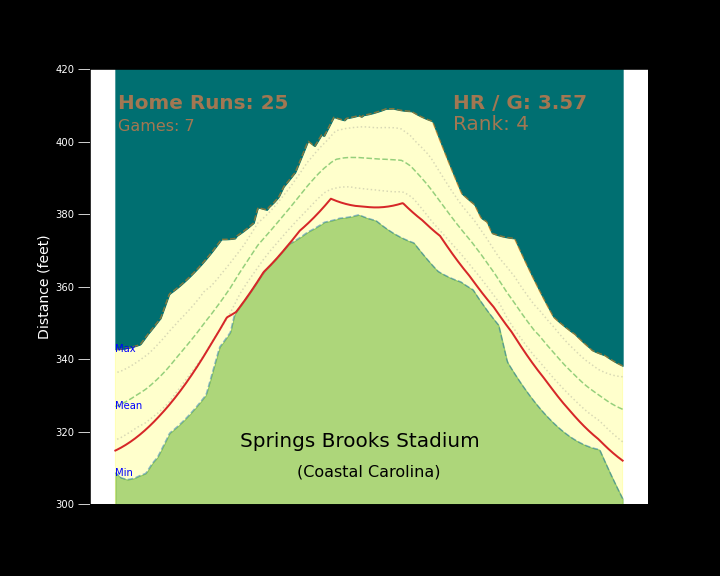 Home Runs: 25
Games: 7
HR / G: 3.57
Rank: 4
Distance (feet)
420
400
380
360
340
320
300
Max
Mean
Min
Springs Brooks Stadium
(Coastal Carolina)